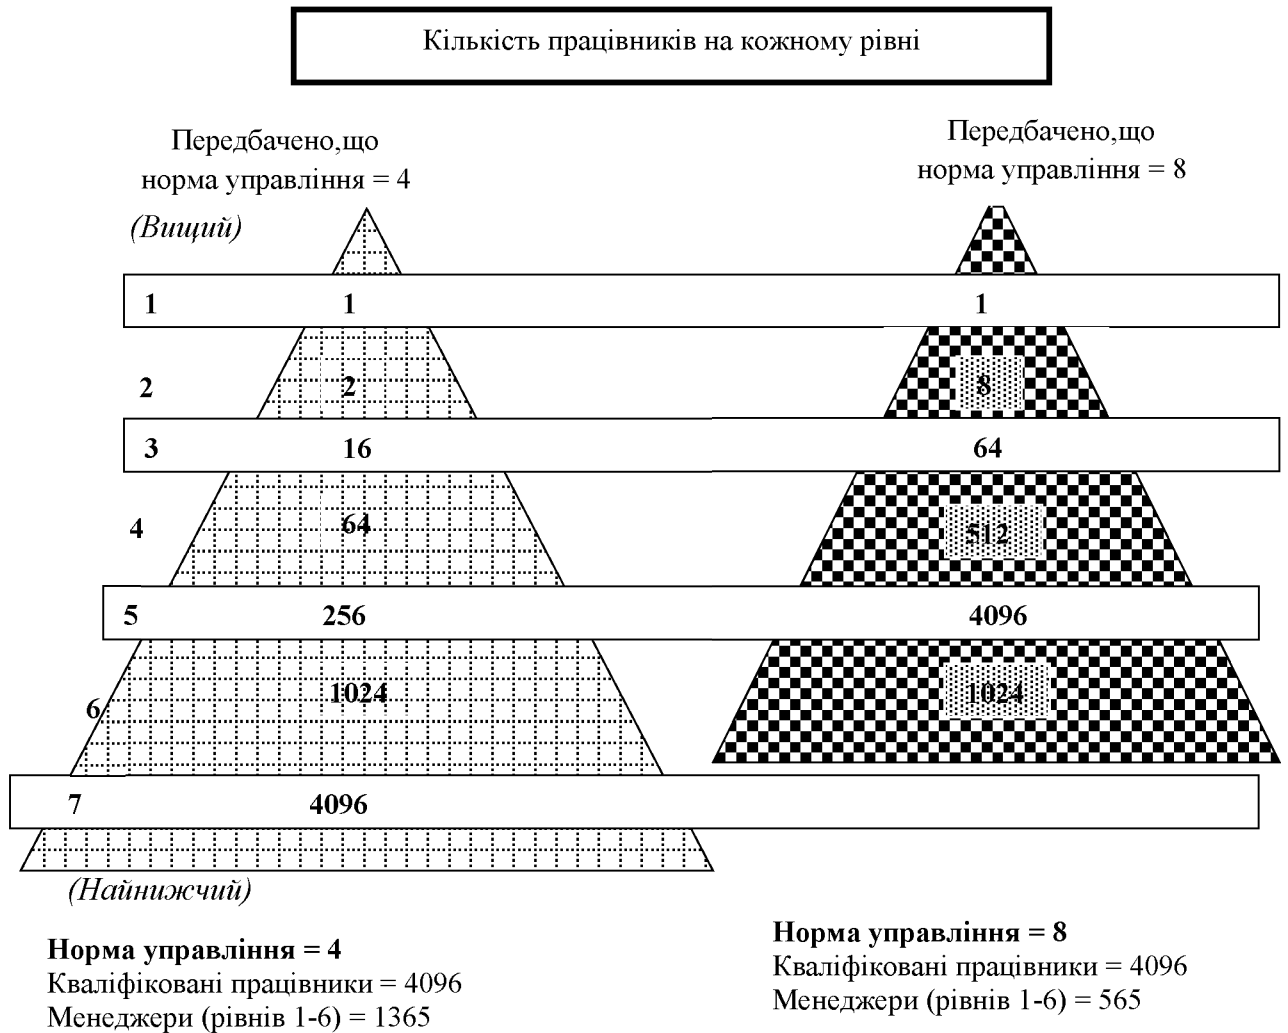 Кількість працівників на кожному рівні
Передбачено,що
норма управління = 4
(Вищий)
Передбачено,що
норма управління = 8
1 1 1
2 2 8
3 16 64
4 64 512
5 256 4096
6 1024 1024
7 4096
(Найнижчий)
Норма управління = 4
Кваліфіковані працівники = 4096
Менеджери (рівнів 1-6) = 1365
Норма управління = 8
Кваліфіковані працівники = 4096
Менеджери (рівнів 1-6) = 565